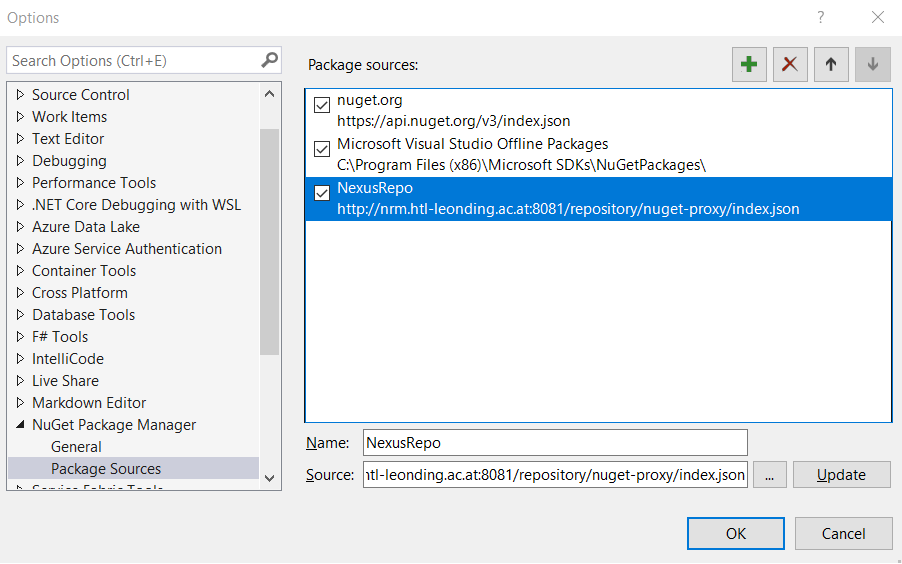 Options
?
Search Options (Ctrl+E)
Source Control
Work Items
Text Editor
Debugging
Performance Tools
.NET Core Debugging with WSL
Azure Data Lake
Azure Service Authentication
Container Tools
Cross Platform
Database Tools
F# Tools
IntelliCode
Live Share
Markdown Editor
NuGet Package Manager
General
Package Sources
Service Fabric Tools
Package sources:
nuget.org
https://api.nuget.org/v3/index.json
Microsoft Visual Studio Offline Packages
C:\Program Files (x86)\Microsoft SDKs\NuGetPackages\
NexusRepo
http://nrm.htl-leonding.ac.at:8081/repository/nuget-proxy/index.json
Name: NexusRepo
Source: ntl-leonding.ac.at:8081/repository/nuget-proxy/index.json ... Update
OK Cancel